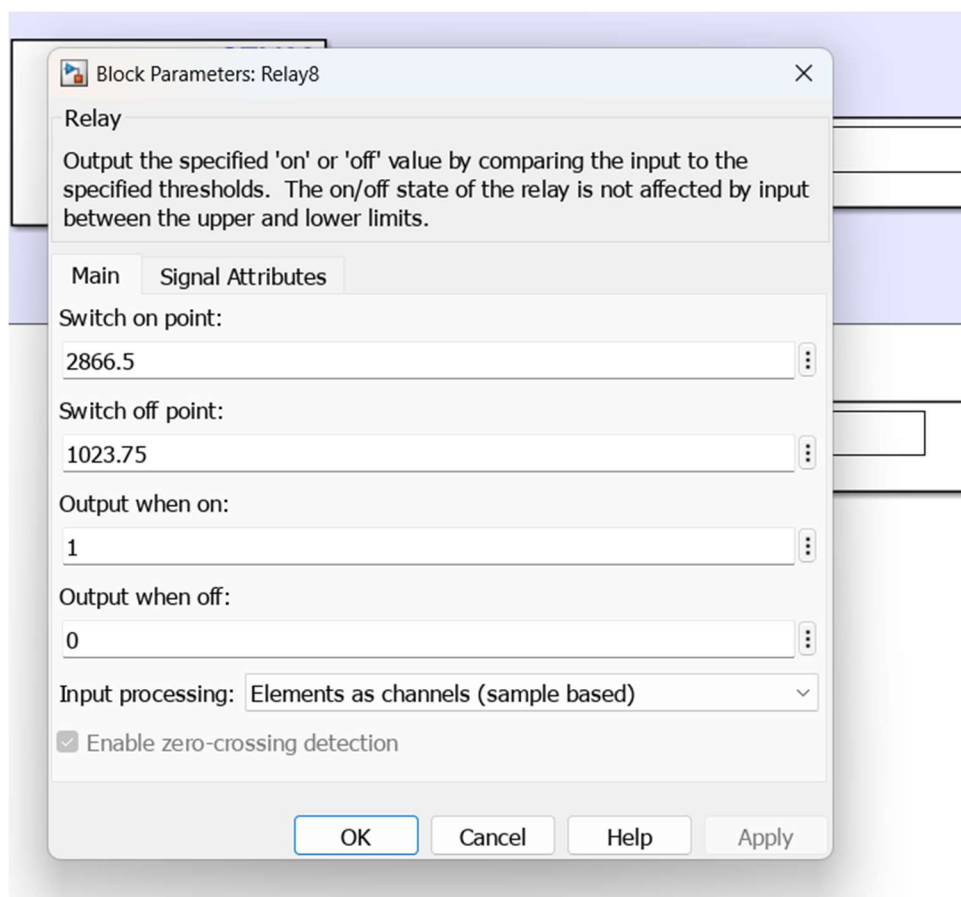 Block Parameters: Relay8
Relay
Output the specified 'on' or 'off' value by comparing the input to the
specified thresholds.  The on/off state of the relay is not affected by input
between the upper and lower limits.
Main
Signal Attributes
Switch on point:
2866.5
Switch off point:
1023.75
Output when on:
1
Output when off:
0
Input processing: Elements as channels (sample based)
Enable zero-crossing detection
OK
Cancel
Help
Apply